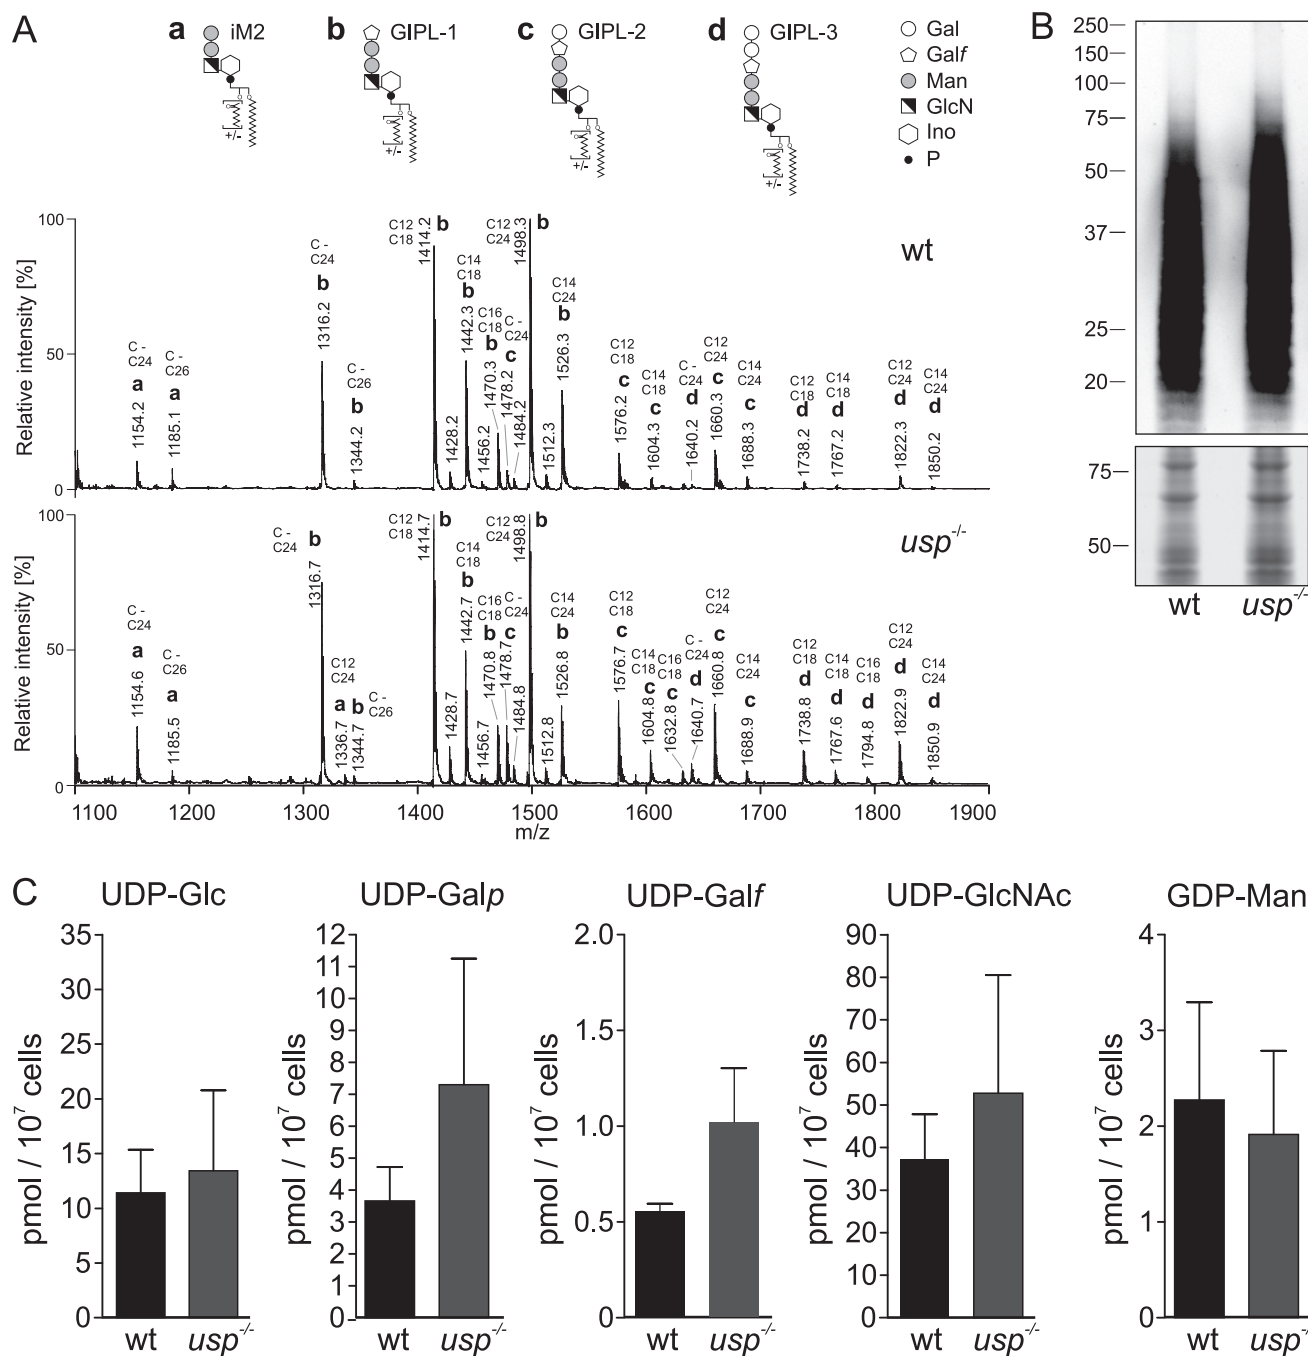 A
a iM2
b GIPL-1
c GIPL-2
d GIPL-3
+/-
+/-
+/-
+/-
Gal
Galf
Man
GlcN
Ino
P
Relative intensity [%]
100
50
0
wt
C -
C24
a
1154.2
C -
C26
a
1185.1
C -
C24
b
1316.2
C -
C26
b
1344.2
C12
C18
b
1414.2
1428.2
C14
C18
b
1442.3
1456.2
C16
C18
b
1470.3
C -
C24
c
1478.2
1484.2
C12
C24
b
1498.3
1512.3
C14
C24
b
1526.3
C12
C18
c
1576.2
C14
C18
c
1604.3
C -
C24
d
1640.2
C12
C24
c
1660.3
C14
C24
c
1688.3
C12
C18
d
1738.2
C14
C18
d
1767.2
C12
C24
d
1822.3
C14
C24
d
1850.2
Relative intensity [%]
100
50
0
usp-/-
C -
C24
a
1154.6
C -
C26
a
1185.5
C -
C24
b
1316.7
C12
C24
a
1336.7
C -
C26
b
1344.7
C12
C18
b
1414.7
1428.7
C14
C18
b
1442.7
1456.7
C16
C18
b
1470.8
C -
C24
c
1478.7
1484.8
C12
C24
b
1498.8
1512.8
C14
C24
b
1526.8
C12
C18
c
1576.7
C14
C18
c
1604.8
C16
C18
c
1632.8
C -
C24
d
1640.7
C12
C24
c
1660.8
C14
C24
c
1688.9
C12
C18
d
1738.8
C14
C18
d
1767.6
C16
C18
d
1794.8
C12
C24
d
1822.9
C14
C24
d
1850.9
1100 1200 1300 1400 1500 1600 1700 1800 1900
m/z
B
250
150
100
75
50
37
25
20
75
50
wt usp-/-
C
UDP-Glc
pmol / 10⁷ cells
35
30
25
20
15
10
5
0
wt usp-/-
UDP-Galp
pmol / 10⁷ cells
12
11
10
9
8
7
6
5
4
3
2
1
0
wt usp-/-
UDP-Galf
pmol / 10⁷ cells
2.0
1.5
1.0
0.5
0
wt usp-/-
UDP-GlcNAc
pmol / 10⁷ cells
90
80
70
60
50
40
30
20
10
0
wt usp-/-
GDP-Man
pmol / 10⁷ cells
4
3
2
1
0
wt usp-/-